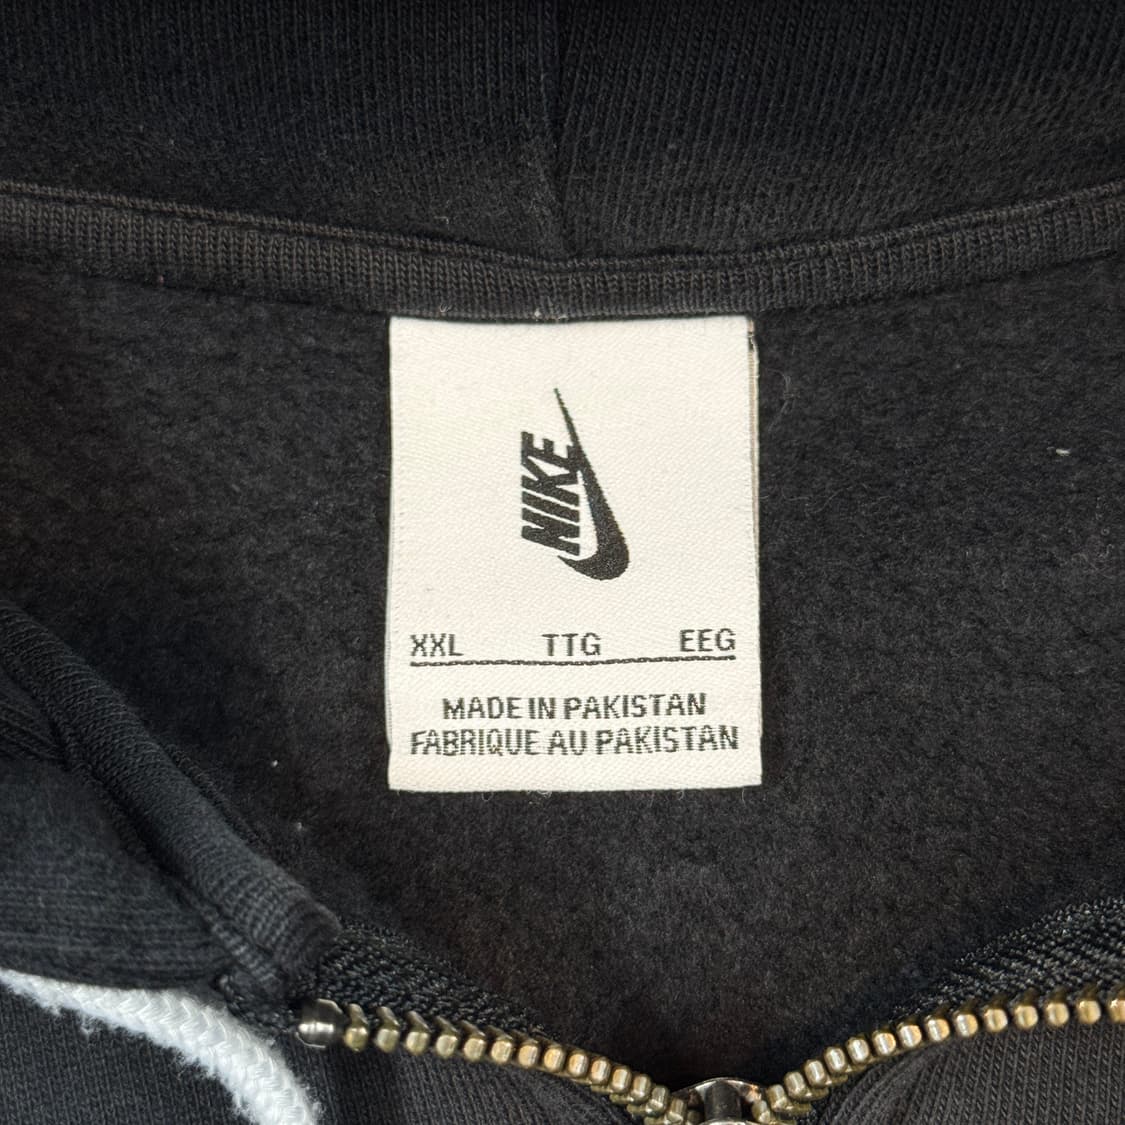 NIKE
XXL TTG EEG
MADE IN PAKISTAN
FABRIQUE AU PAKISTAN